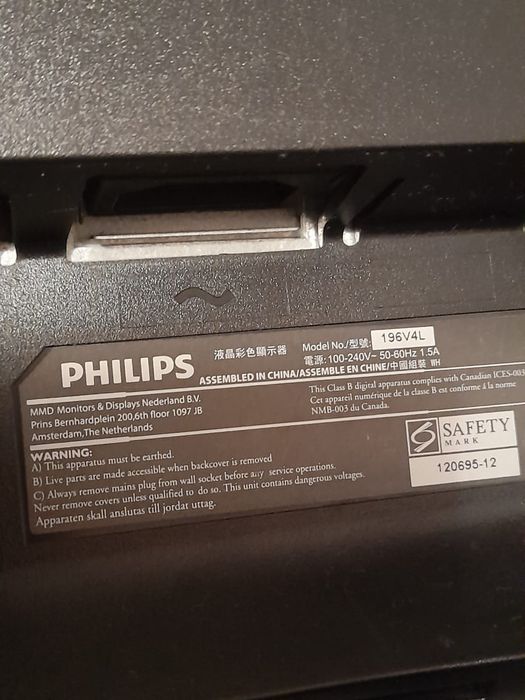 ~
PHILIPS
液晶彩色顯示器
Model No./型號: 196V4L
電源: 100-240V~ 50-60Hz 1.5A
ASSEMBLED IN CHINA/ASSEMBLE EN CHINE/中國組裝 WH
MMD Monitors & Displays Nederland B.V.
Prins Bernhardplein 200,6th floor 1097 JB
Amsterdam,The Netherlands
This Class B digital apparatus complies with Canadian ICES-003
Cet appareil numérique de la classe B est conforme á la norme
NMB-003 du Canada.
WARNING:
A) This apparatus must be earthed.
B) Live parts are made accessible when backcover is removed
C) Always remove mains plug from wall socket before any service operations.
Never remove covers unless qualified to do so. This unit contains dangerous voltages.
Apparaten skall anslutas till jordat uttag.
S SAFETY
MARK
120695-12